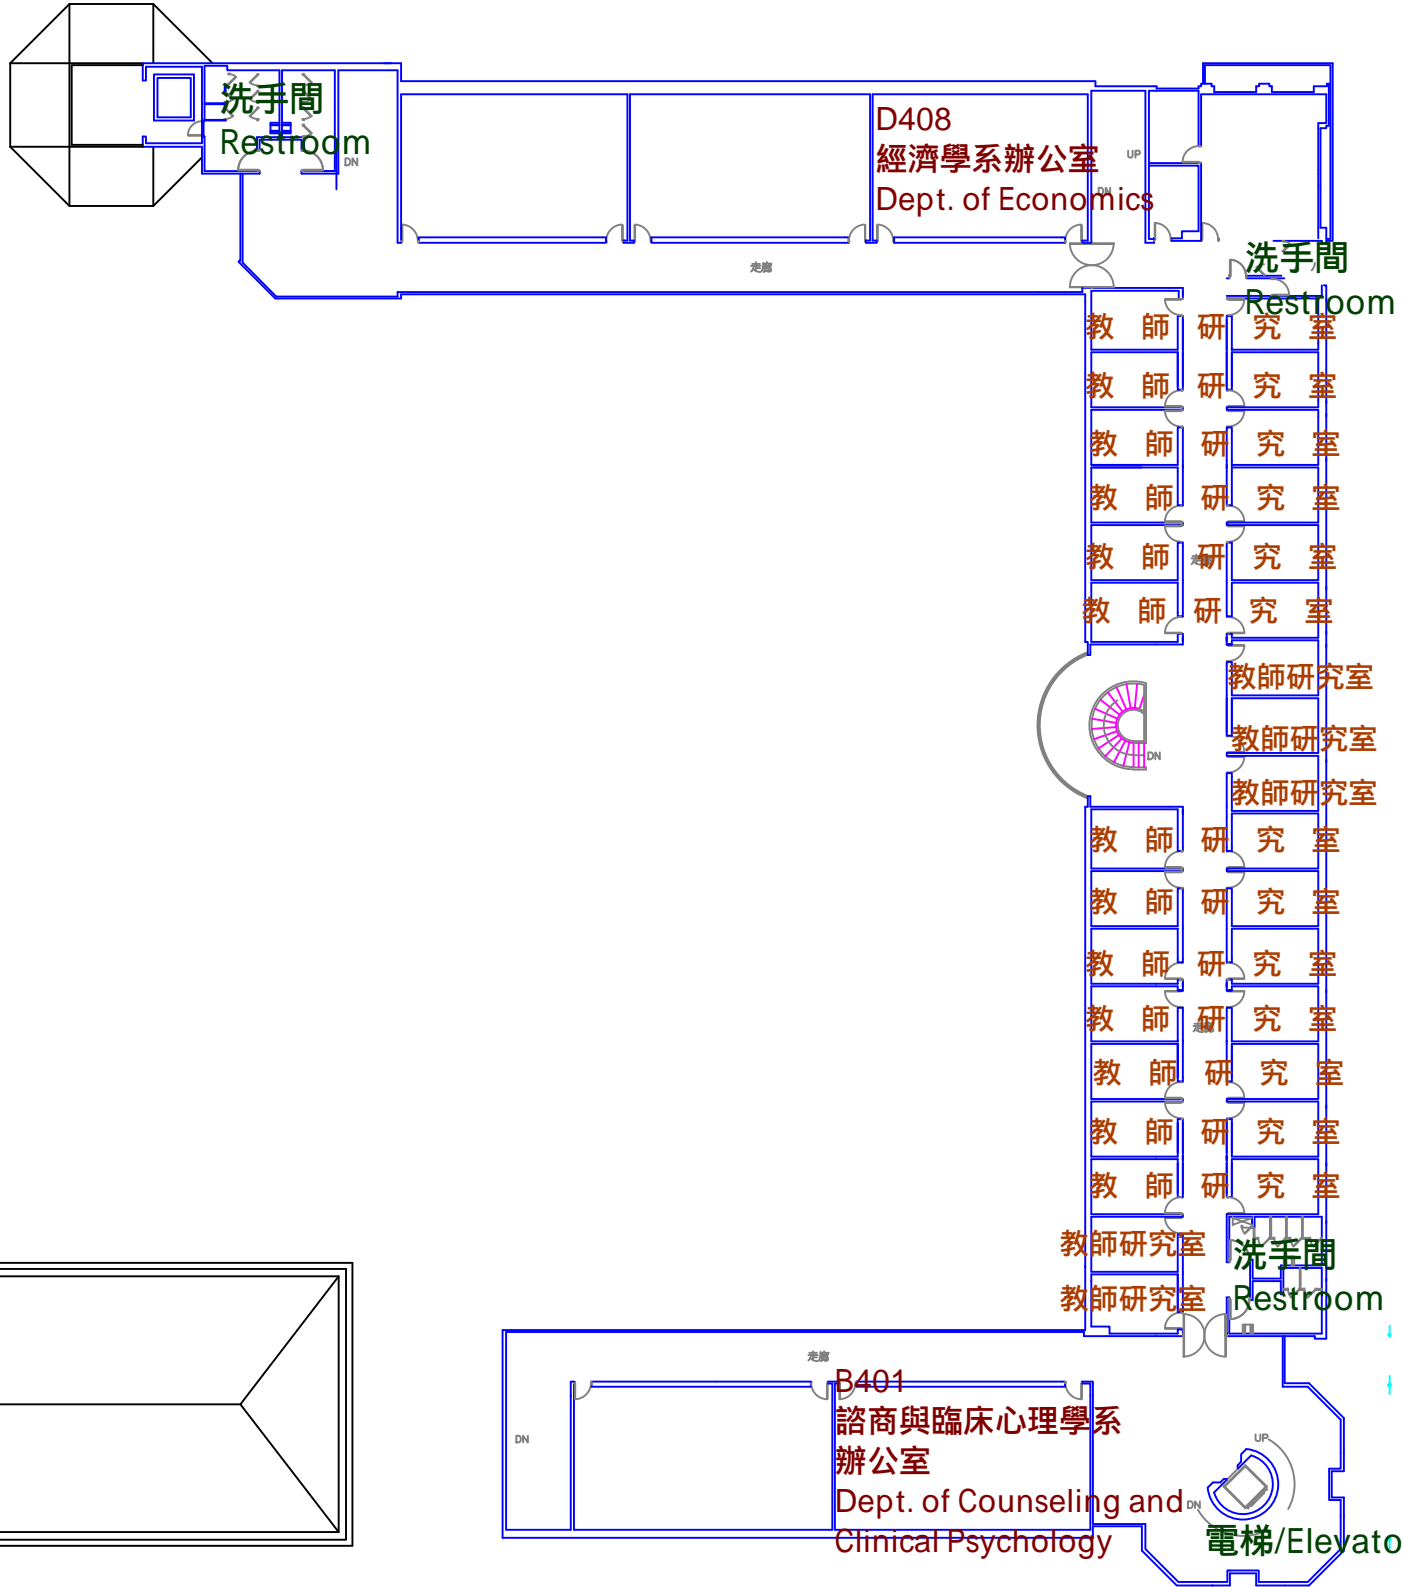 洗手間
Restroom
DN
D408
經濟學系辦公室
Dept. of Economics
UP
DN
走廊
洗手間
Restroom
教 師 研 究 室
教 師 研 究 室
教 師 研 究 室
教 師 研 究 室
教 師 研 究 室
走廊
教 師 研 究 室
教師研究室
教師研究室
DN
教師研究室
教 師 研 究 室
教 師 研 究 室
教 師 研 究 室
教 師 研 究 室
走廊
教 師 研 究 室
教 師 研 究 室
教 師 研 究 室
教師研究室
洗手間
Restroom
教師研究室
走廊
B401
諮商與臨床心理學系
辦公室
Dept. of Counseling and
Clinical Psychology
DN
UP
DN
電梯/Elevato